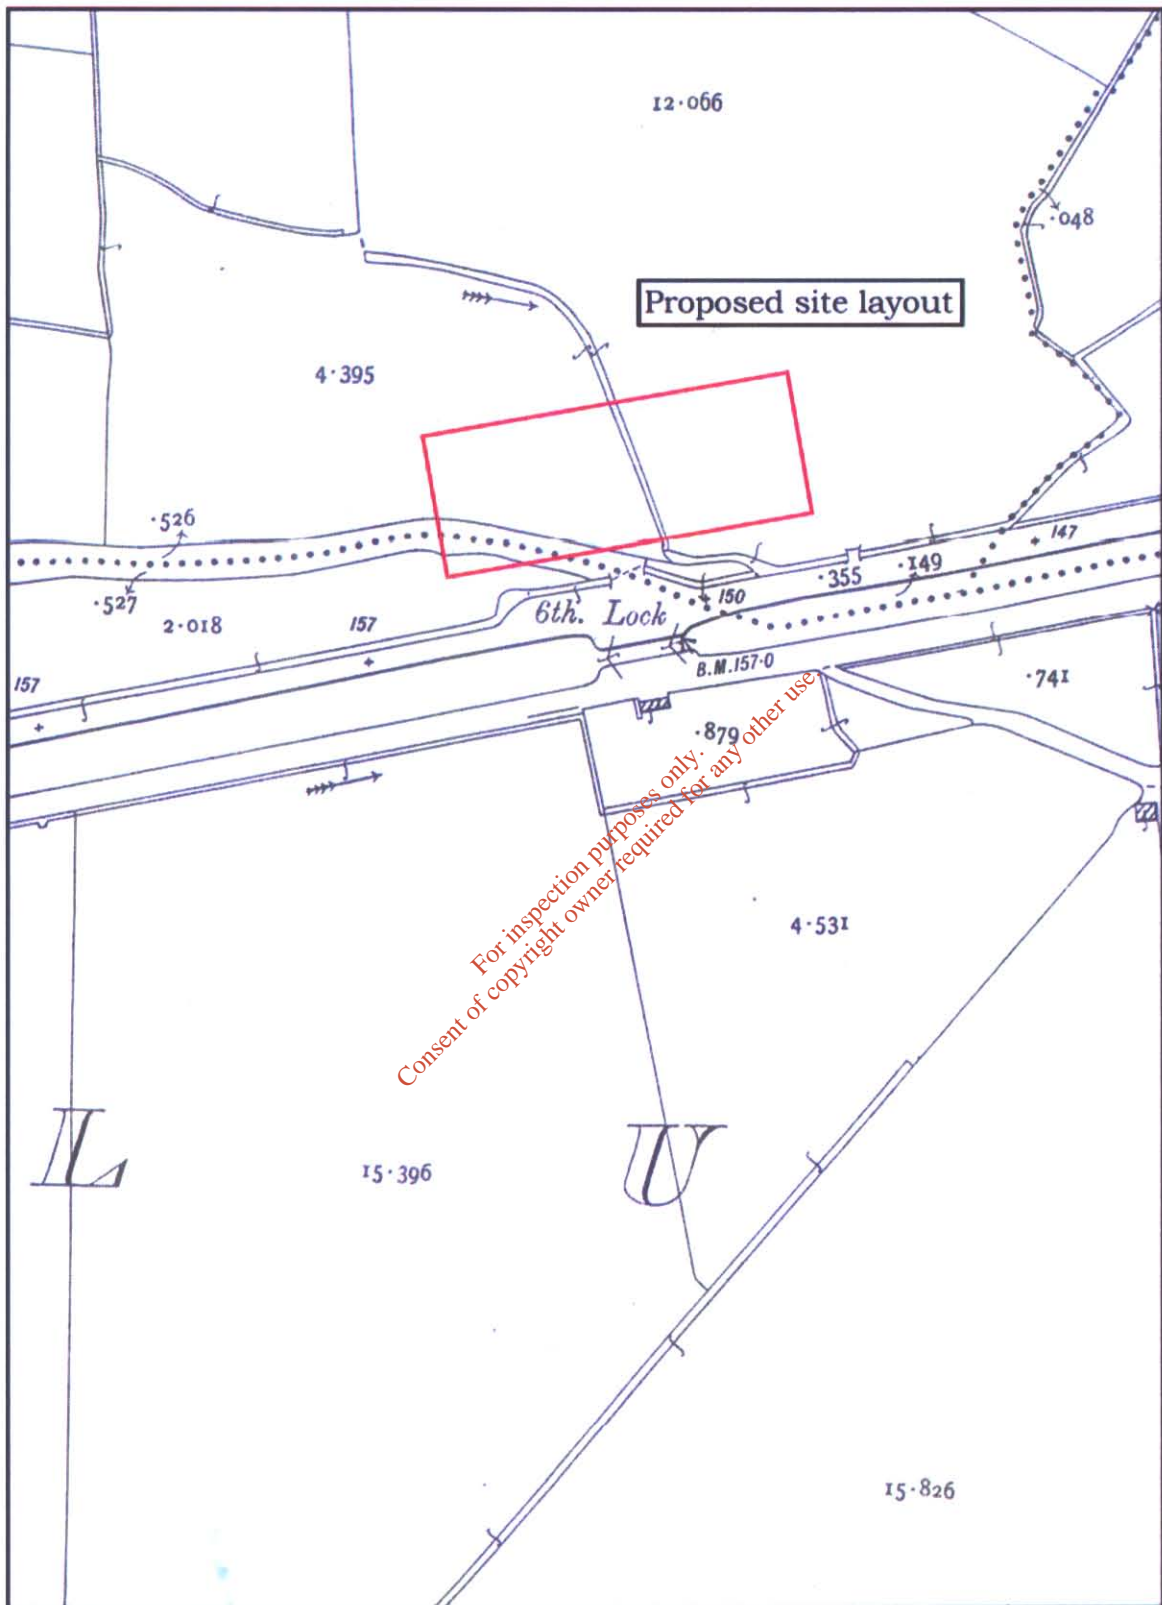 12·066
·048
Proposed site layout
4·395
·526
147
·149
·355
·527
150
6th. Lock
2·018
157
B.M.157·0
157
·741
·879
For inspection purposes only.
Consent of copyright owner required for any other use.
4·531
L
U
15·396
15·826